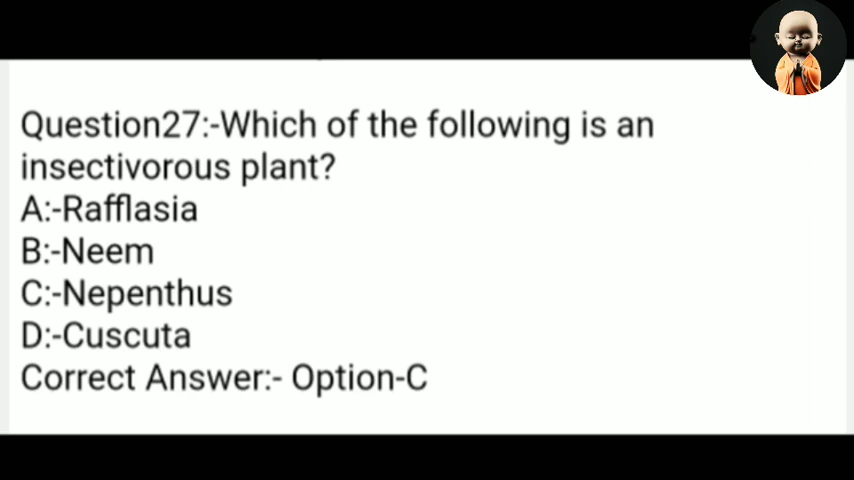 Question27:-Which of the following is an
insectivorous plant?
A:-Rafflasia
B:-Neem
C:-Nepenthus
D:-Cuscuta
Correct Answer:- Option-C